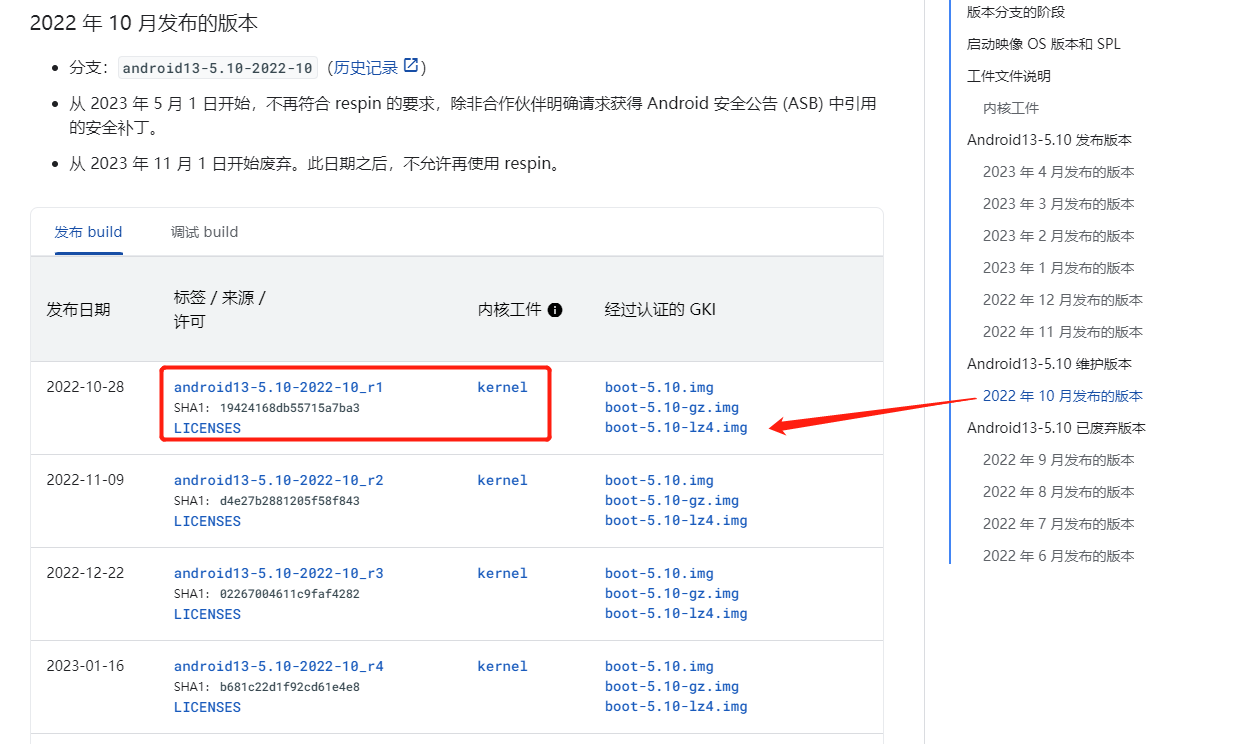 2022 年 10 月发布的版本
分支：android13-5.10-2022-10（历史记录）
从 2023 年 5 月 1 日开始，不再符合 respin 的要求，除非合作伙伴明确请求获得 Android 安全公告 (ASB) 中引用
的安全补丁。
从 2023 年 11 月 1 日开始废弃。此日期之后，不允许再使用 respin。
发布 build 调试 build
发布日期 标签 / 来源 / 内核工件 经过认证的 GKI
许可
2022-10-28 android13-5.10-2022-10_r1 kernel boot-5.10.img
SHA1: 19424168db55715a7ba3 boot-5.10-gz.img
LICENSES boot-5.10-lz4.img
2022-11-09 android13-5.10-2022-10_r2 kernel boot-5.10.img
SHA1: d4e27b2881205f58f843 boot-5.10-gz.img
LICENSES boot-5.10-lz4.img
2022-12-22 android13-5.10-2022-10_r3 kernel boot-5.10.img
SHA1: 02267004611c9faf4282 boot-5.10-gz.img
LICENSES boot-5.10-lz4.img
2023-01-16 android13-5.10-2022-10_r4 kernel boot-5.10.img
SHA1: b681c22d1f92cd61e4e8 boot-5.10-gz.img
LICENSES boot-5.10-lz4.img
版本分支的阶段
启动映像 OS 版本和 SPL
工件文件说明
内核工件
Android13-5.10 发布版本
2023 年 4 月发布的版本
2023 年 3 月发布的版本
2023 年 2 月发布的版本
2023 年 1 月发布的版本
2022 年 12 月发布的版本
2022 年 11 月发布的版本
Android13-5.10 维护版本
2022 年 10 月发布的版本
Android13-5.10 已废弃版本
2022 年 9 月发布的版本
2022 年 8 月发布的版本
2022 年 7 月发布的版本
2022 年 6 月发布的版本